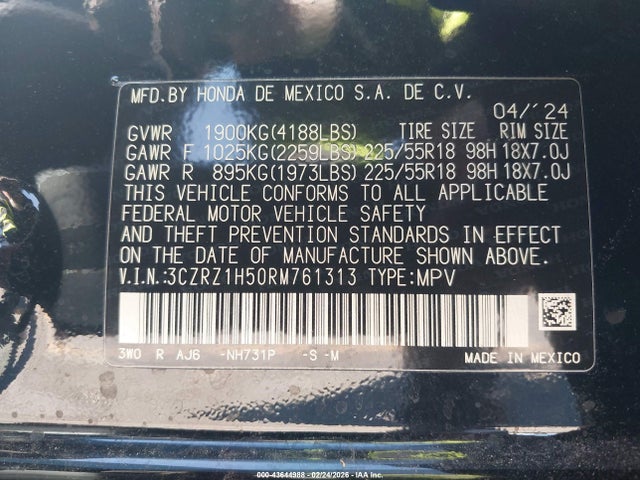 MFD. BY HONDA DE MEXICO S.A. DE C.V.
04/'24
GVWR 1900KG(4188LBS) TIRE SIZE RIM SIZE
GAWR F 1025KG(2259LBS) 225/55R18 98H 18X7.0J
GAWR R 895KG(1973LBS) 225/55R18 98H 18X7.0J
THIS VEHICLE CONFORMS TO ALL APPLICABLE
FEDERAL MOTOR VEHICLE SAFETY
AND THEFT PREVENTION STANDARDS IN EFFECT
ON THE DATE OF MANUFACTURE SHOWN ABOVE.
V.I.N.:3CZRZ1H50RM761313 TYPE:MPV
3W0 R AJ6 -NH731P -S -M MADE IN MEXICO
000-43644988 - 02/24/2026 - IAA Inc.